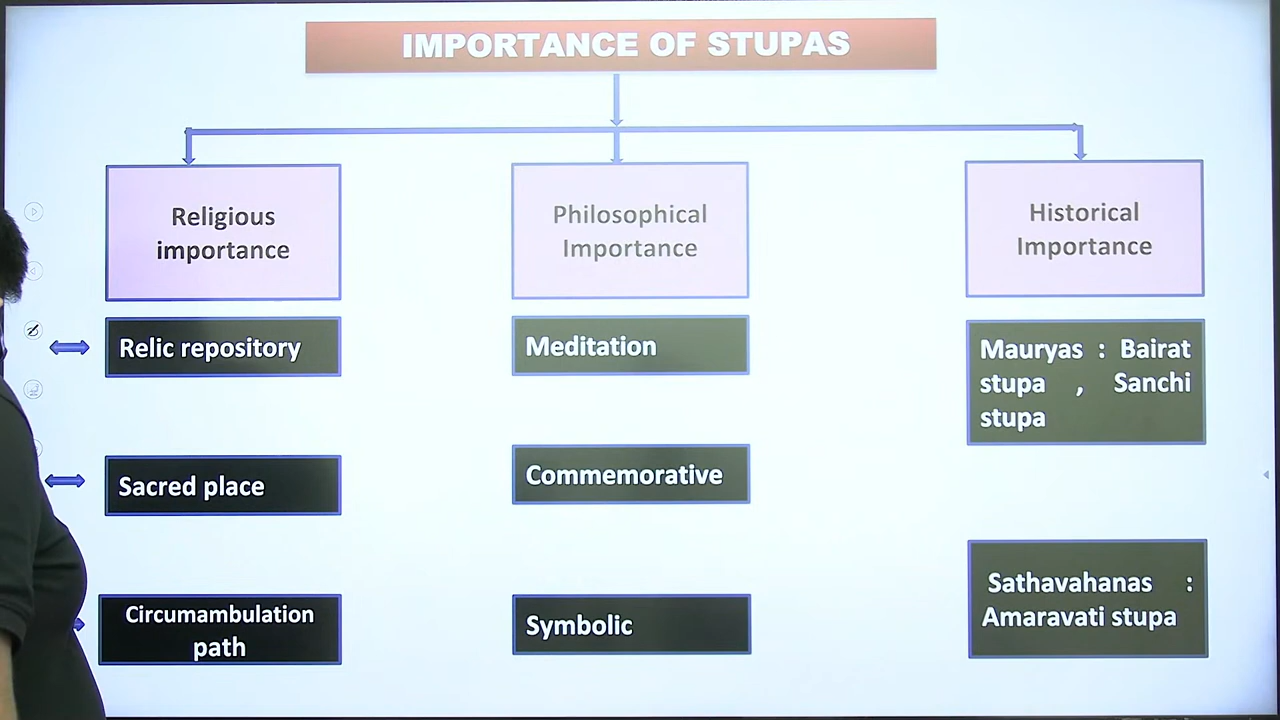 IMPORTANCE OF STUPAS
Religious
importance
Relic repository
Sacred place
Circumambulation
path
Philosophical
Importance
Meditation
Commemorative
Symbolic
Historical
Importance
Mauryas : Bairat
stupa , Sanchi
stupa
Sathavahanas :
Amaravati stupa